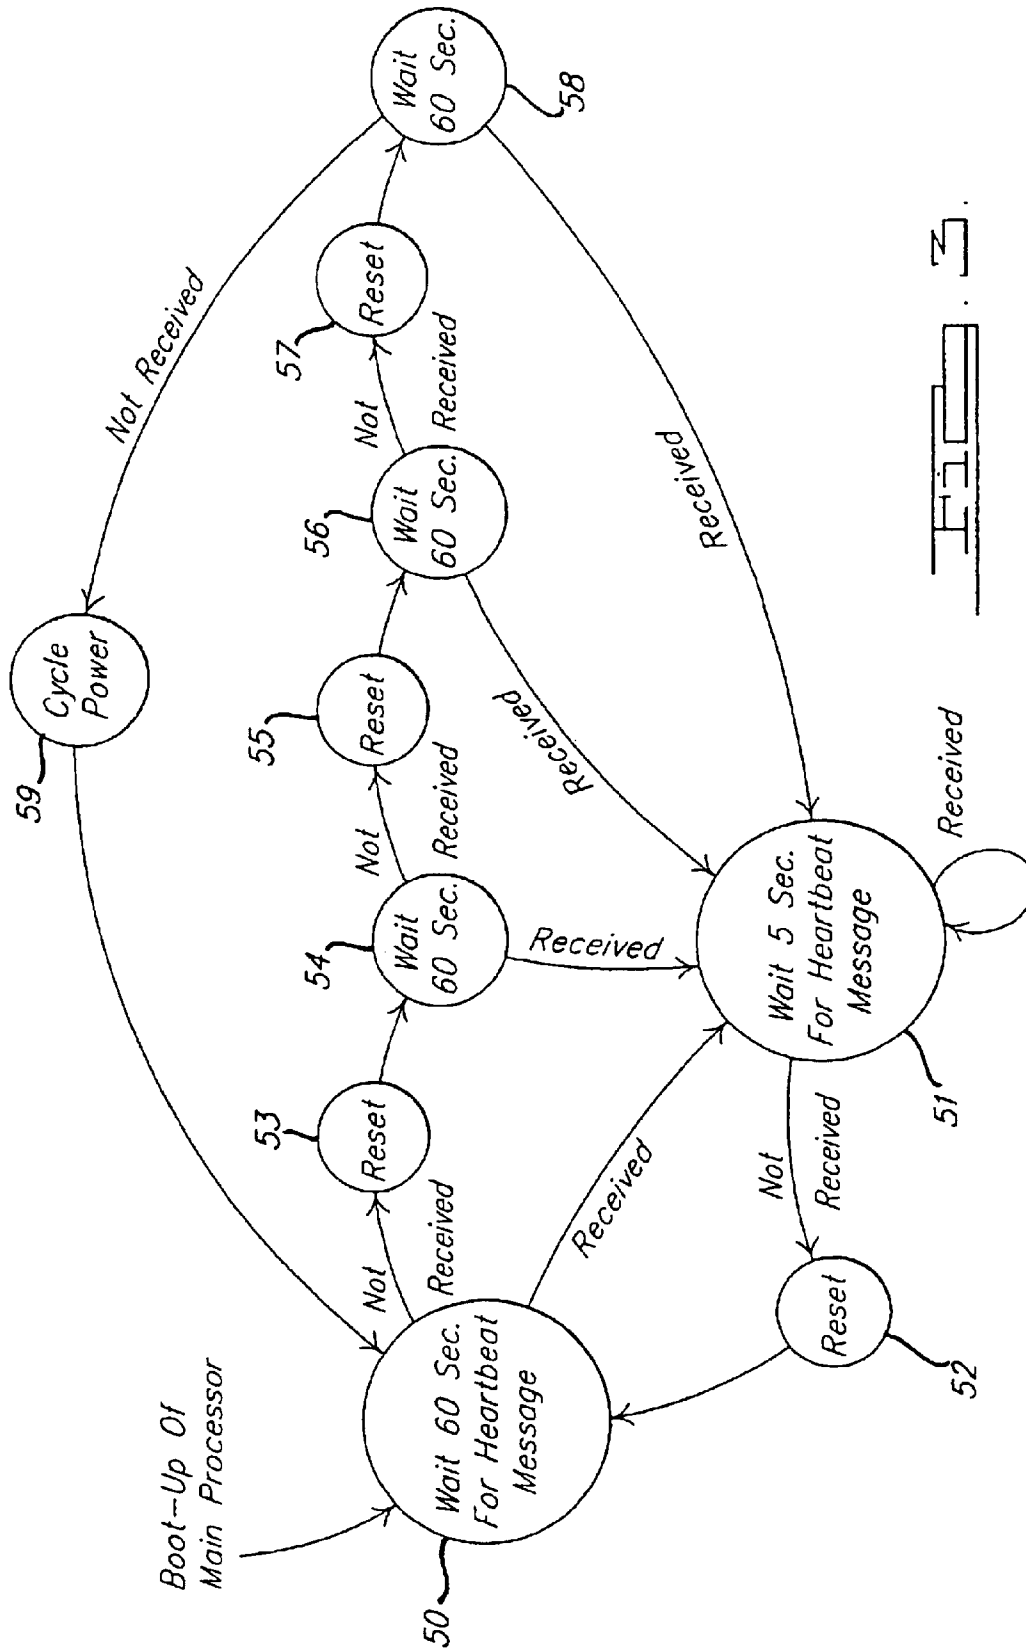 Boot-Up Of
Main Processor
50
Wait 60 Sec.
For Heartbeat
Message
Not
Received
53
Reset
54
Wait
60 Sec.
Not
Received
55
Reset
56
Wait
60 Sec.
Not
Received
57
Reset
58
Wait
60 Sec.
Not Received
59
Cycle
Power
Received
Received
Received
Received
51
Wait 5 Sec.
For Heartbeat
Message
Received
Not
Received
52
Reset
FIG. 3.